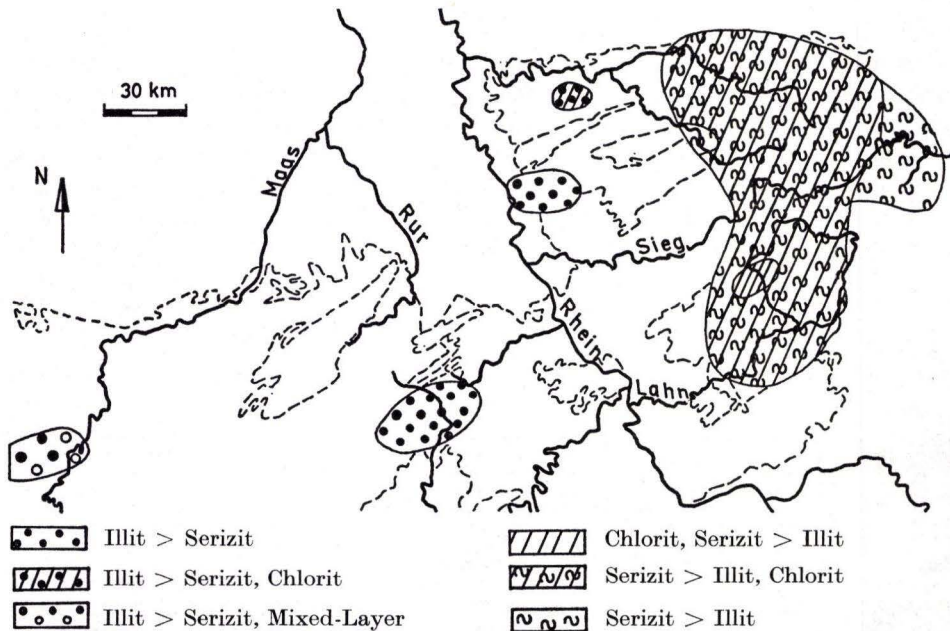 30 km
N
Maas
Rur
Sieg
Rhein
Lahn
Illit > Serizit
Illit > Serizit, Chlorit
Illit > Serizit, Mixed-Layer
Chlorit, Serizit > Illit
Serizit > Illit, Chlorit
Serizit > Illit